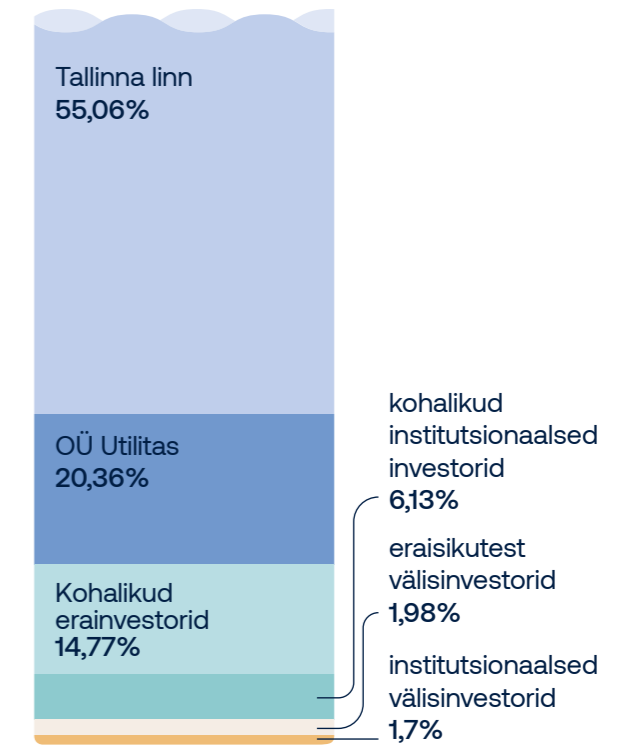 Tallinna linn
55,06%
OÜ Utilitas
20,36%
Kohalikud
erainvestorid
14,77%
kohalikud
institutsionaalsed
investorid
6,13%
eraisikutest
välisinvestorid
1,98%
institutsionaalsed
välisinvestorid
1,7%